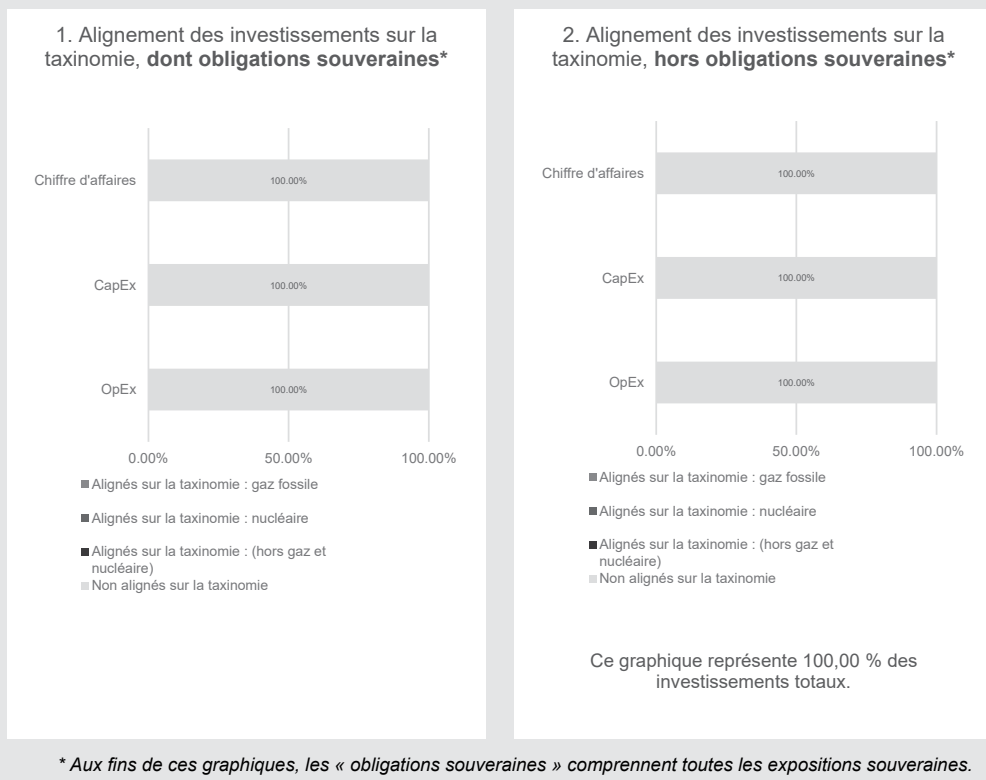 1. Alignement des investissements sur la
taxinomie, dont obligations souveraines*
Chiffre d'affaires
100.00%
CapEx
100.00%
OpEx
100.00%
0.00%
50.00%
100.00%
Alignés sur la taxinomie : gaz fossile
Alignés sur la taxinomie : nucléaire
Alignés sur la taxinomie : (hors gaz et
nucléaire)
Non alignés sur la taxinomie
2. Alignement des investissements sur la
taxinomie, hors obligations souveraines*
Chiffre d'affaires
100.00%
CapEx
100.00%
OpEx
100.00%
0.00%
50.00%
100.00%
Alignés sur la taxinomie : gaz fossile
Alignés sur la taxinomie : nucléaire
Alignés sur la taxinomie : (hors gaz et
nucléaire)
Non alignés sur la taxinomie
Ce graphique représente 100,00 % des
investissements totaux.
* Aux fins de ces graphiques, les « obligations souveraines » comprennent toutes les expositions souveraines.